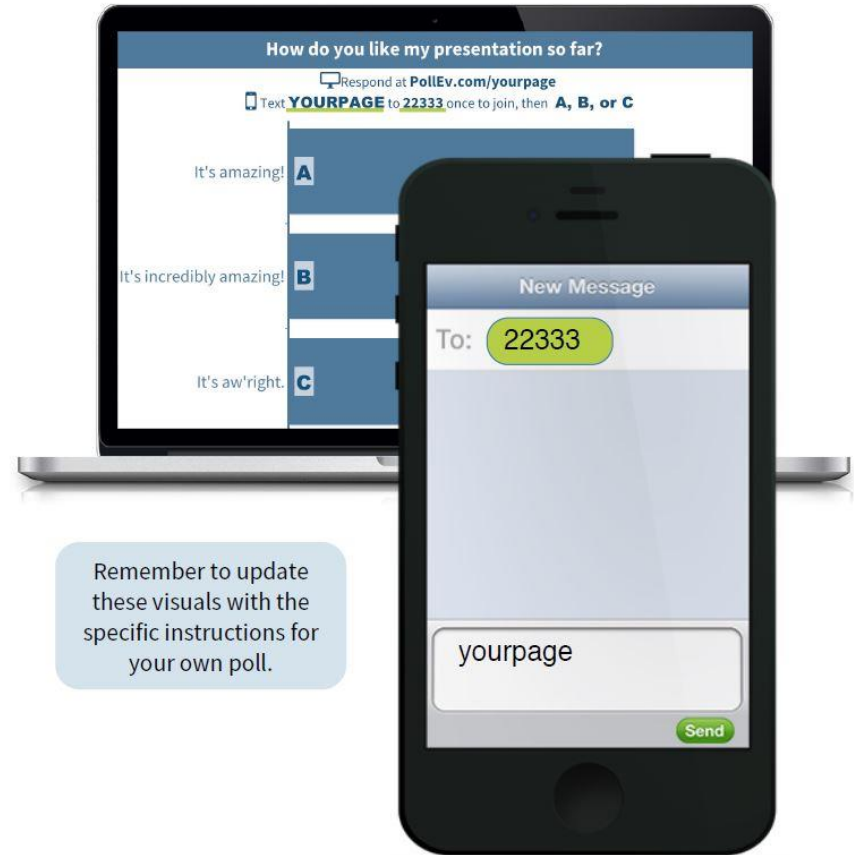 How do you like my presentation so far?
Respond at PollEv.com/yourpage
Text YOURPAGE to 22333 once to join, then A, B, or C
It's amazing! A
It's incredibly amazing! B
It's aw'right. C
New Message
To: 22333
yourpage
Send
Remember to update
these visuals with the
specific instructions for
your own poll.